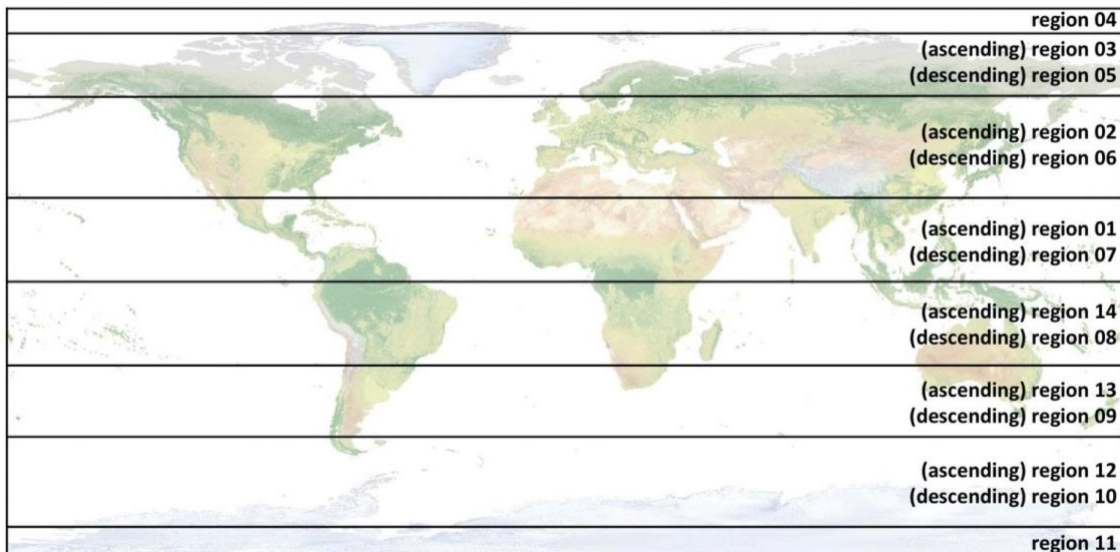 region 04
(ascending) region 03
(descending) region 05
(ascending) region 02
(descending) region 06
(ascending) region 01
(descending) region 07
(ascending) region 14
(descending) region 08
(ascending) region 13
(descending) region 09
(ascending) region 12
(descending) region 10
region 11